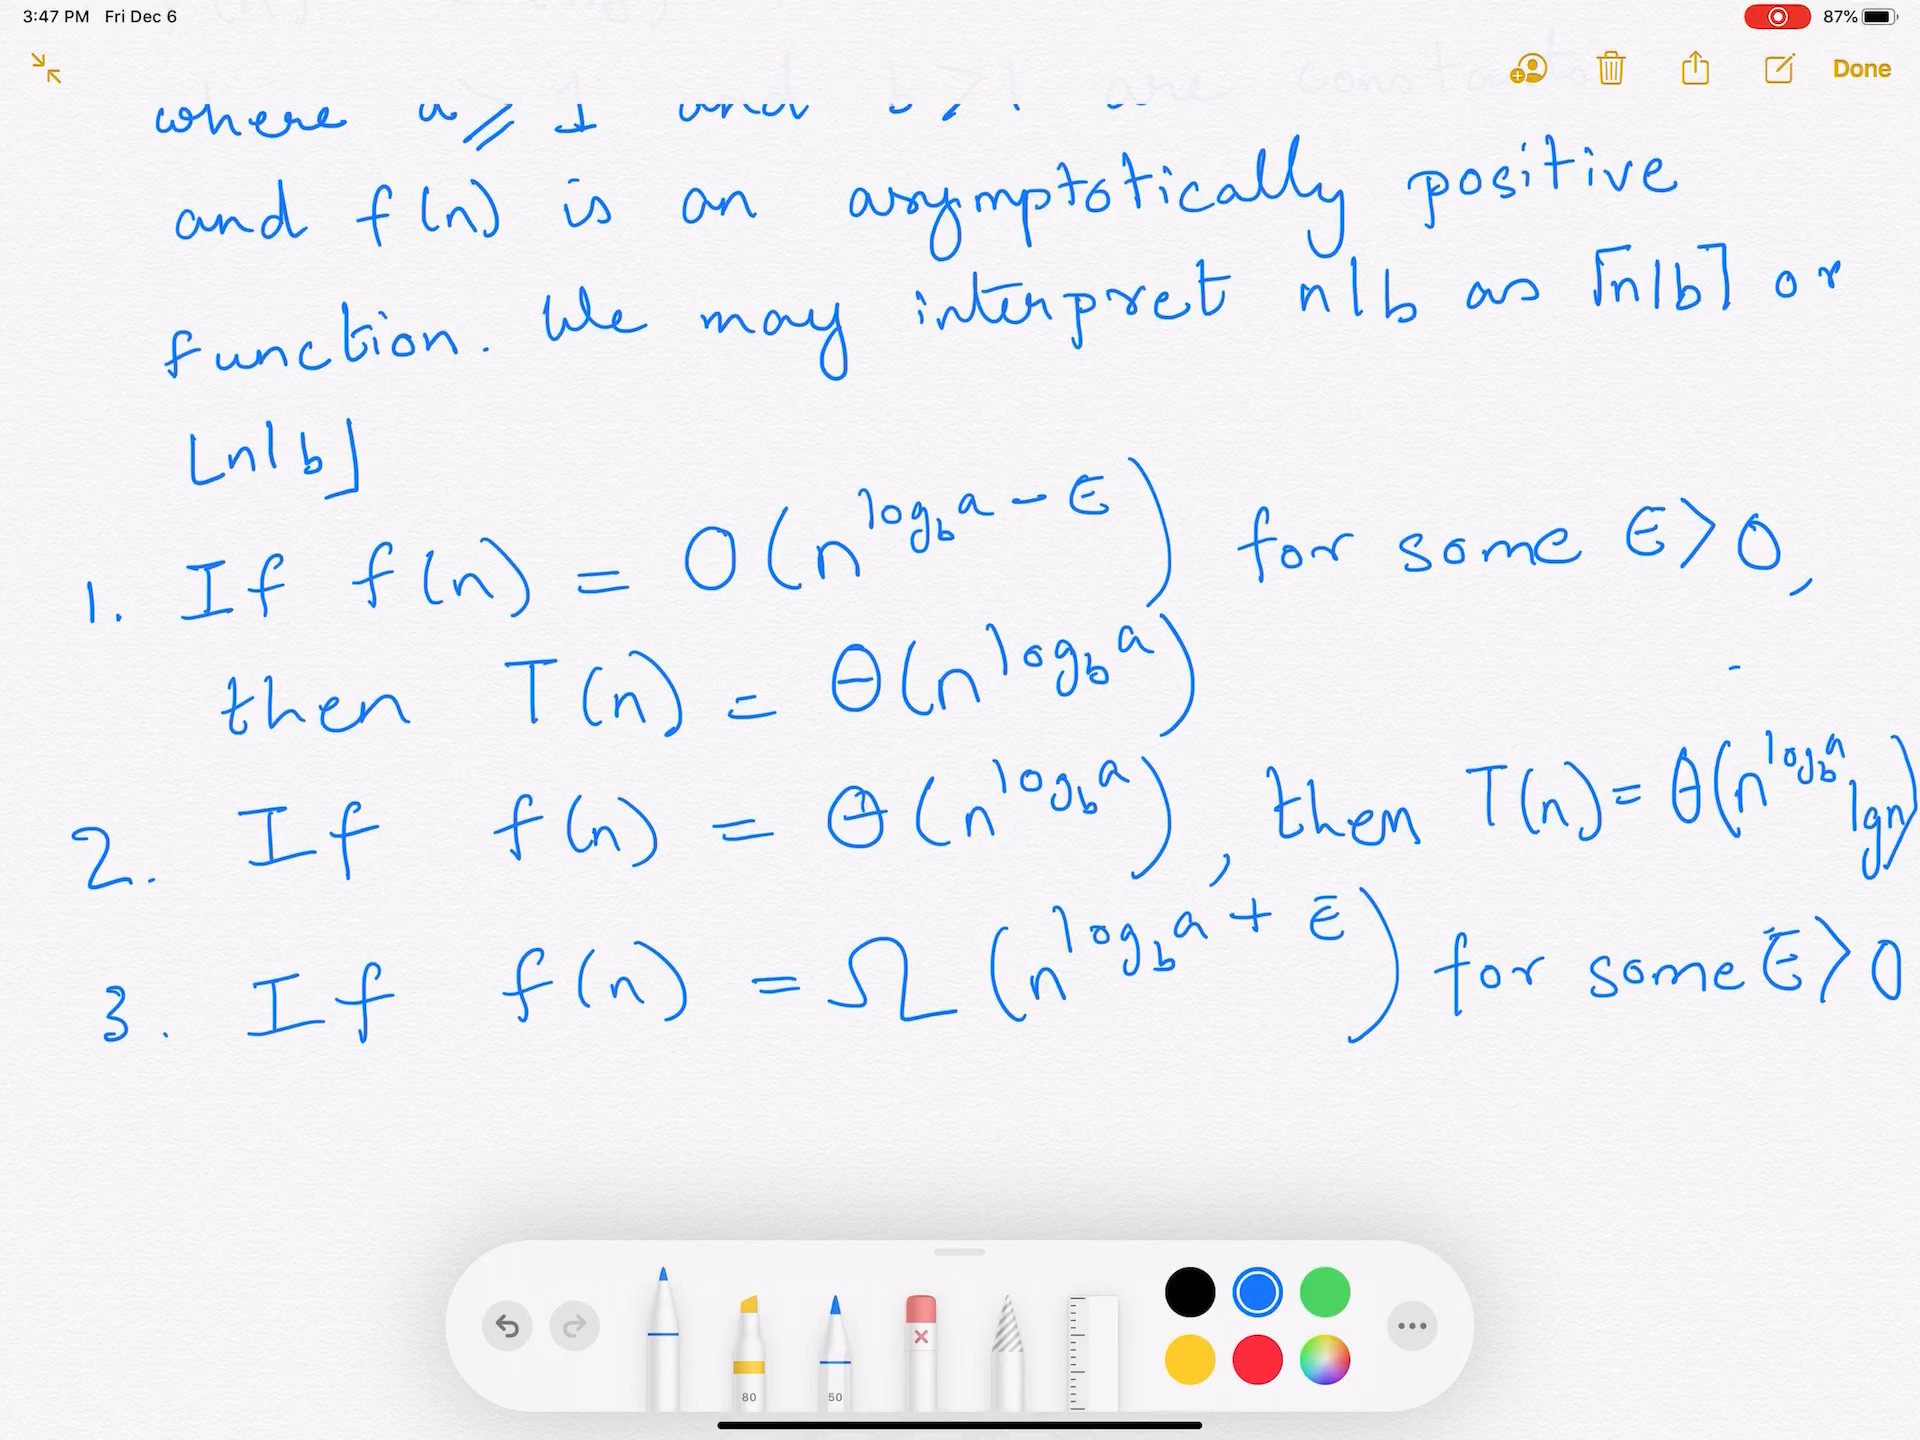 3:47 PM Fri Dec 6 87%
Done
where a ≥ 1 and b > 1 are constants
and f(n) is an asymptotically positive
function. We may interpret n/b as ⌈n/b⌉ or
⌊n/b⌋
1. If f(n) = O(n^{log_b a - ε}) for some ε > 0,
then T(n) = Θ(n^{log_b a})
2. If f(n) = Θ(n^{log_b a}), then T(n) = Θ(n^{log_b a} lg n)
3. If f(n) = Ω(n^{log_b a + ε}) for some ε > 0
80 50